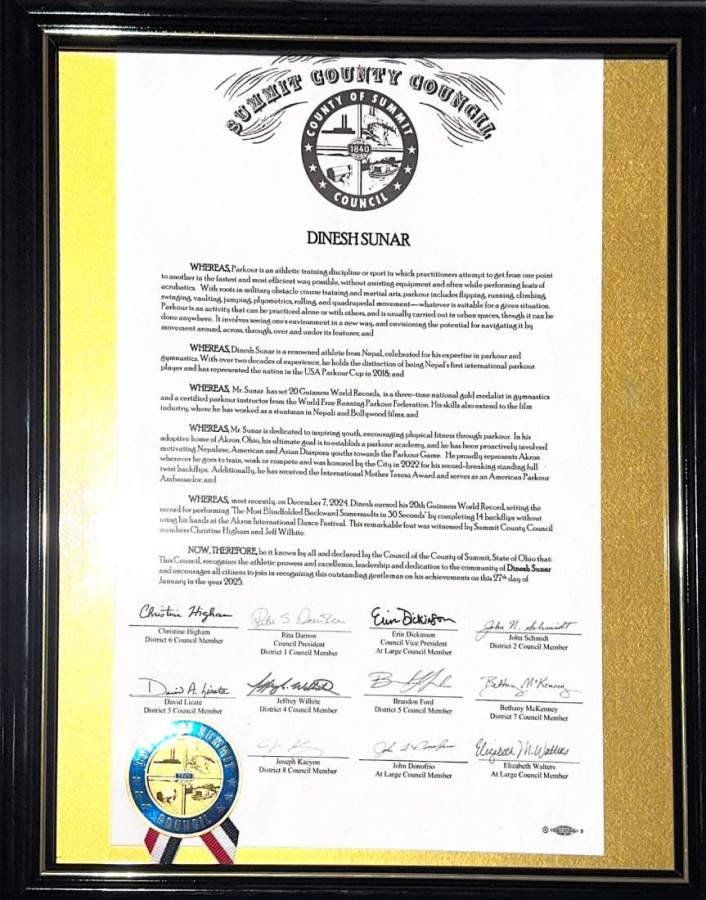 SUMMIT COUNTY COUNCIL
COUNTY OF SUMMIT
1840
COUNCIL
DINESH SUNAR
WHEREAS, Parkour is an athletic training discipline or sport in which practitioners attempt to get from one point
to another in the fastest and most efficient way possible, without assisting equipment and often while performing feats of
acrobatics. With roots in military obstacle course training and martial arts, parkour includes flipping, running, climbing,
swinging, vaulting, jumping, plyometrics, rolling, and quadrupedal movement—whatever is suitable for a given situation.
Parkour is an activity that can be practiced alone or with others, and is usually carried out in urban spaces, though it can be
done anywhere. It involves seeing one's environment in a new way, and envisioning the potential for navigating it by
movement around, across, through, over and under its features; and
WHEREAS, Dinesh Sunar is a renowned athlete from Nepal, celebrated for his expertise in parkour and
gymnastics. With over two decades of experience, he holds the distinction of being Nepal's first international parkour
player and has represented the nation in the USA Parkour Cup in 2018; and
WHEREAS, Mr. Sunar has set 20 Guinness World Records, is a three-time national gold medalist in gymnastics
and a certified parkour instructor from the World Free Running Parkour Federation. His skills also extend to the film
industry, where he has worked as a stuntman in Nepali and Bollywood films; and
WHEREAS, Mr. Sunar is dedicated to inspiring youth, encouraging physical fitness through parkour. In his
adoptive home of Akron, Ohio, his ultimate goal is to establish a parkour academy, and he has been proactively involved
motivating Nepalese, American and Asian Diaspora youths towards the Parkour Game. He proudly represents Akron
wherever he goes to train, work or compete and was honored by the City in 2022 for his record-breaking standing full
twist backflips. Additionally, he has received the International Mother Teresa Award and serves as an American Parkour
Ambassador; and
WHEREAS, most recently, on December 7, 2024, Dinesh earned his 20th Guinness World Record, setting the
record for performing "The Most Blindfolded Backward Somersaults in 30 Seconds" by completing 14 backflips without
using his hands at the Akron International Dance Festival. This remarkable feat was witnessed by Summit County Council
members Christine Higham and Jeff Wilhite.
NOW, THEREFORE, be it known by all and declared by the Council of the County of Summit, State of Ohio that:
This Council, recognizes the athletic prowess and excellence, leadership and dedication to the community of Dinesh Sunar
and encourages all citizens to join in recognizing this outstanding gentleman on his achievements on this 27th day of
January in the year 2025.
Christine Higham
Erin Dickinson
John N. Schmidt
Christine Higham
District 6 Council Member
Rita Darrow
Council President
District 1 Council Member
Erin Dickinson
Council Vice President
At Large Council Member
John Schmidt
District 2 Council Member
David A. Licate
Bethany McKenney
David Licate
District 3 Council Member
Jeffrey Wilhite
District 4 Council Member
Brandon Ford
District 5 Council Member
Bethany McKenney
District 7 Council Member
Elizabeth M. Walters
Joseph Kacyon
District 8 Council Member
John Donofrio
At Large Council Member
Elizabeth Walters
At Large Council Member
SUMMIT
1840
COUNCIL